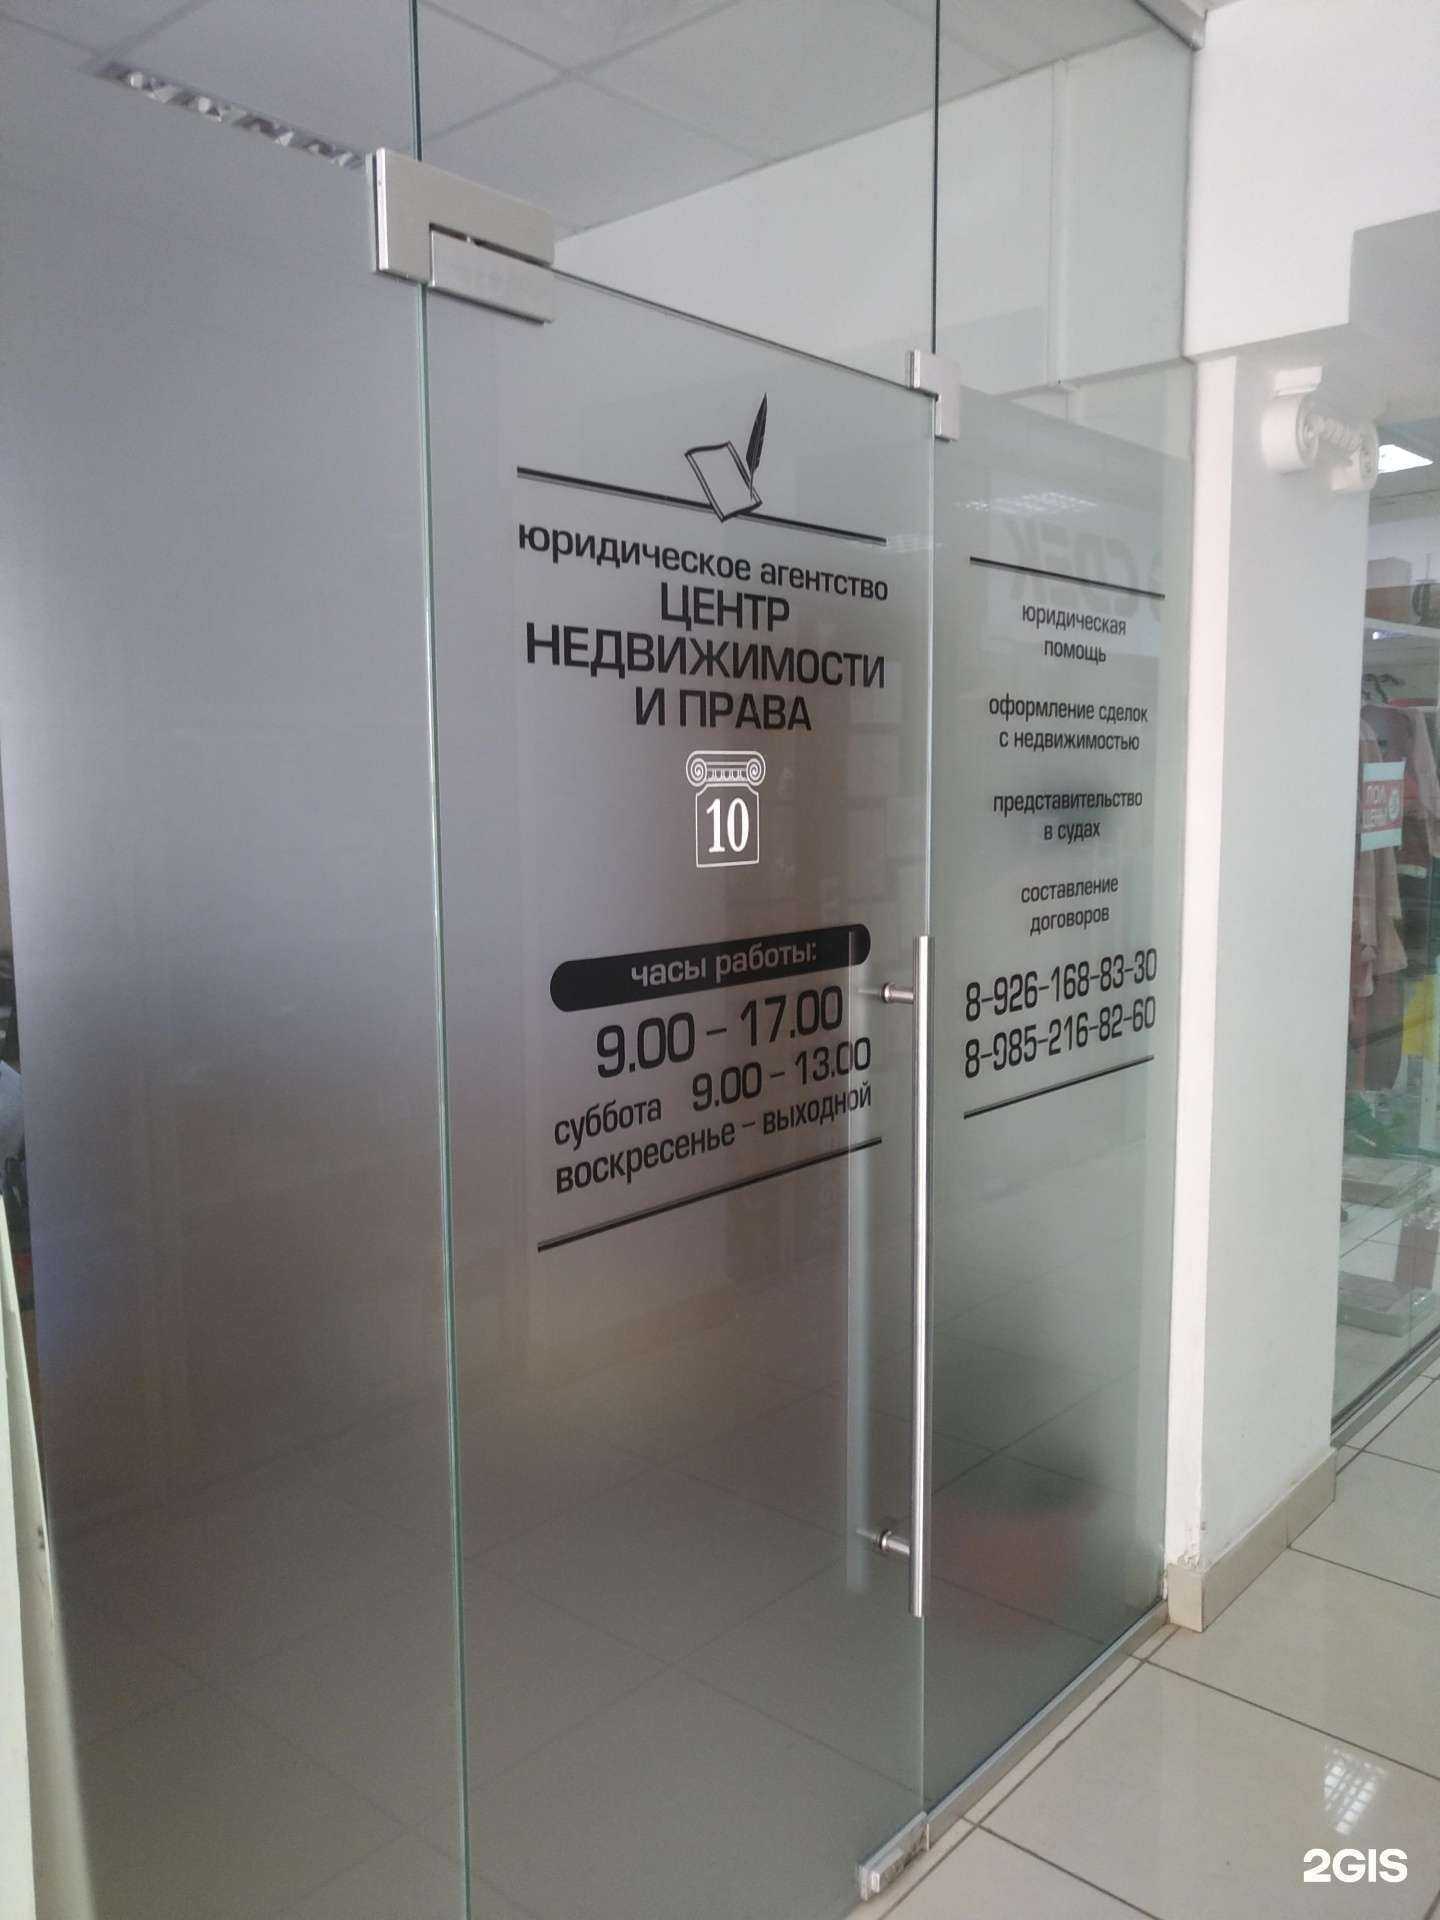 юридическое агентство
ЦЕНТР
НЕДВИЖИМОСТИ
И ПРАВА
10
часы работы:
9.00 – 17.00
суббота 9.00 – 13.00
воскресенье – выходной
CDEK
юридическая
помощь
оформление сделок
с недвижимостью
представительство
в судах
составление
договоров
8-926-168-83-30
8-985-216-82-60
2GIS